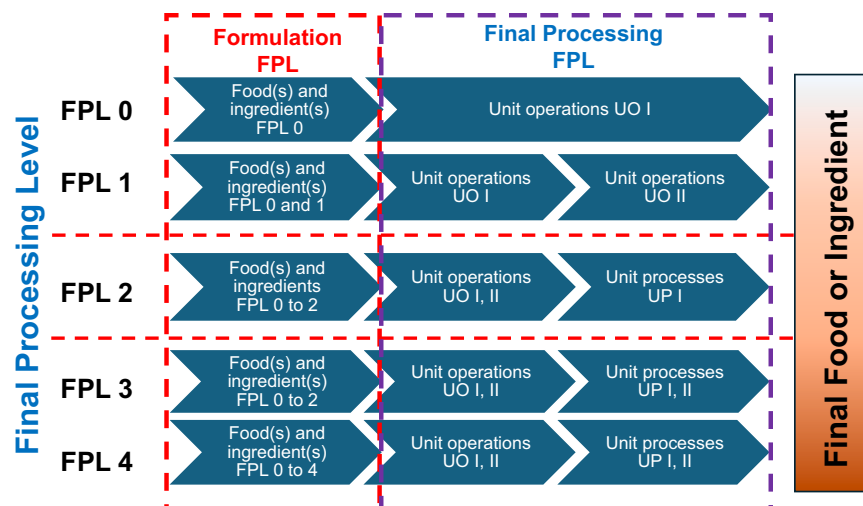 Formulation
FPL
Final Processing
FPL
Final Processing Level
FPL 0
Food(s) and
ingredient(s)
FPL 0
Unit operations UO I
FPL 1
Food(s) and
ingredient(s)
FPL 0 and 1
Unit operations
UO I
Unit operations
UO II
FPL 2
Food(s) and
ingredients
FPL 0 to 2
Unit operations
UO I, II
Unit processes
UP I
FPL 3
Food(s) and
ingredient(s)
FPL 0 to 2
Unit operations
UO I, II
Unit processes
UP I, II
FPL 4
Food(s) and
ingredient(s)
FPL 0 to 4
Unit operations
UO I, II
Unit processes
UP I, II
Final Food or Ingredient